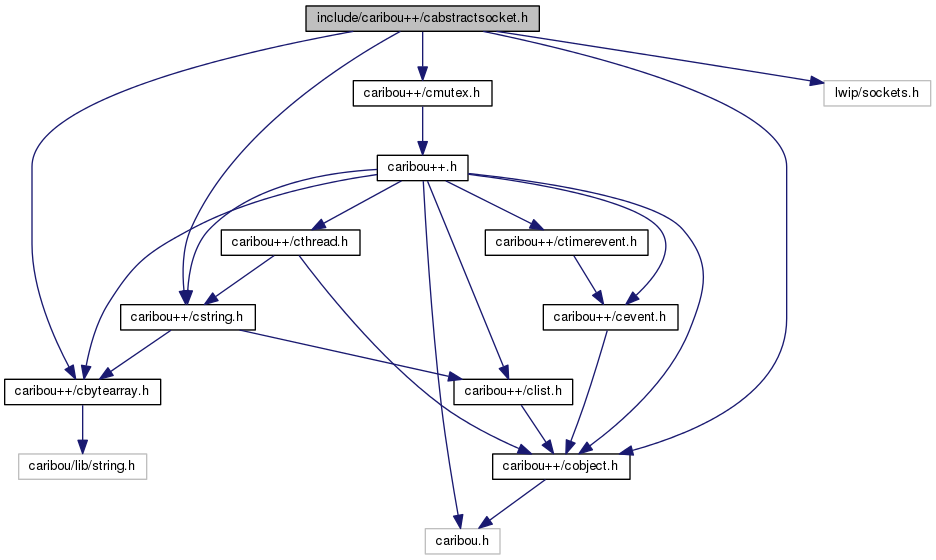 include/caribou++/cabstractsocket.h
caribou++/cmutex.h
lwip/sockets.h
caribou++.h
caribou++/cthread.h
caribou++/ctimerevent.h
caribou++/cstring.h
caribou++/cevent.h
caribou++/cbytearray.h
caribou++/clist.h
caribou/lib/string.h
caribou++/cobject.h
caribou.h